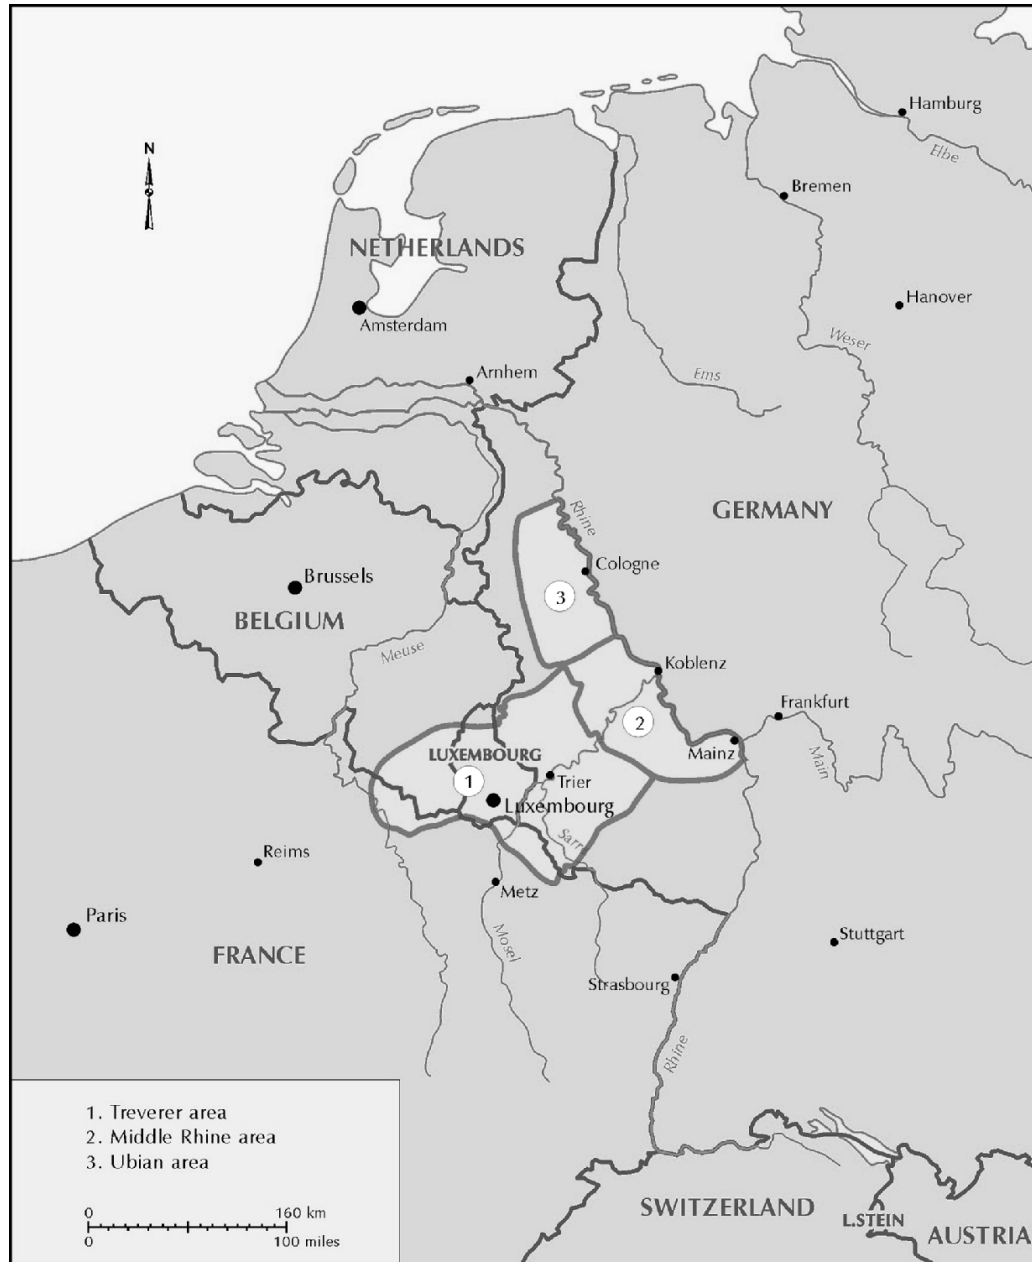 Hamburg
Elbe
N
Bremen
NETHERLANDS
Hanover
Amsterdam
Weser
Arnhem
Ems
Rhine
GERMANY
Cologne
Brussels
3
BELGIUM
Meuse
Koblenz
Frankfurt
2
Mainz
Main
LUXEMBOURG
1
Trier
Luxembourg
Sarr
Reims
Metz
Paris
Mosel
Stuttgart
FRANCE
Strasbourg
Rhine
1. Treverer area
2. Middle Rhine area
3. Ubian area
0 160 km
0 100 miles
SWITZERLAND
L.STEIN
AUSTRIA